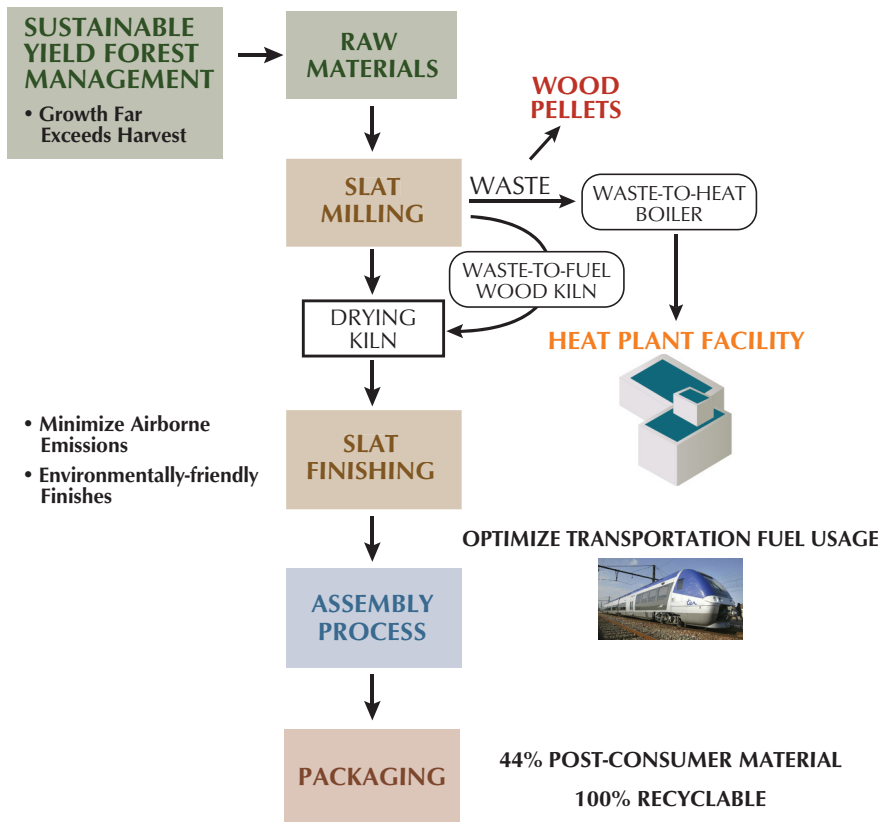 SUSTAINABLE
YIELD FOREST
MANAGEMENT
• Growth Far
Exceeds Harvest
RAW
MATERIALS
WOOD
PELLETS
SLAT
MILLING
WASTE
WASTE-TO-HEAT
BOILER
WASTE-TO-FUEL
WOOD KILN
DRYING
KILN
HEAT PLANT FACILITY
• Minimize Airborne
Emissions
• Environmentally-friendly
Finishes
SLAT
FINISHING
OPTIMIZE TRANSPORTATION FUEL USAGE
ter
ASSEMBLY
PROCESS
PACKAGING
44% POST-CONSUMER MATERIAL
100% RECYCLABLE